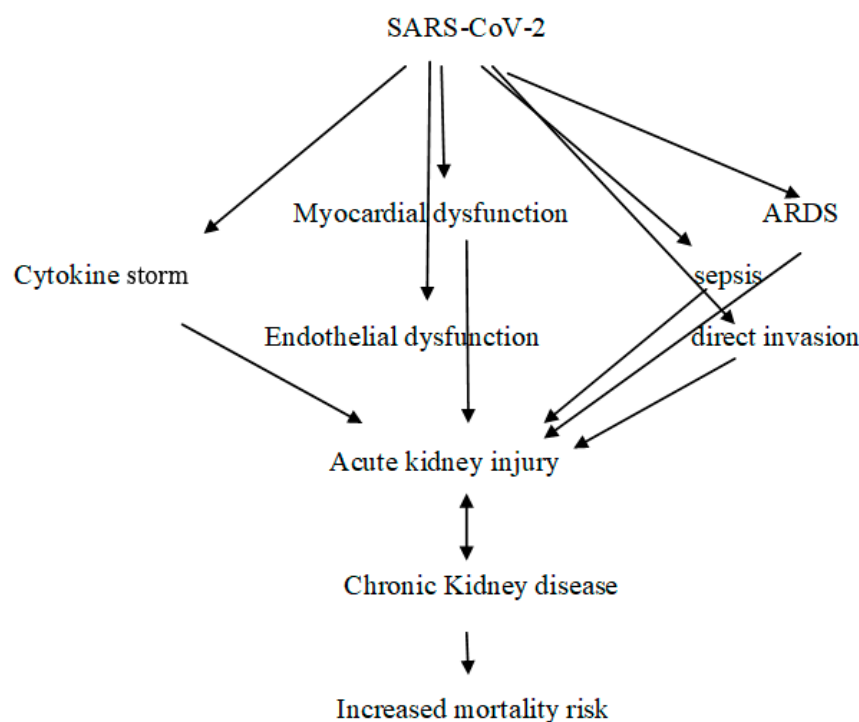 SARS-CoV-2
Myocardial dysfunction
ARDS
Cytokine storm
sepsis
Endothelial dysfunction
direct invasion
Acute kidney injury
Chronic Kidney disease
Increased mortality risk